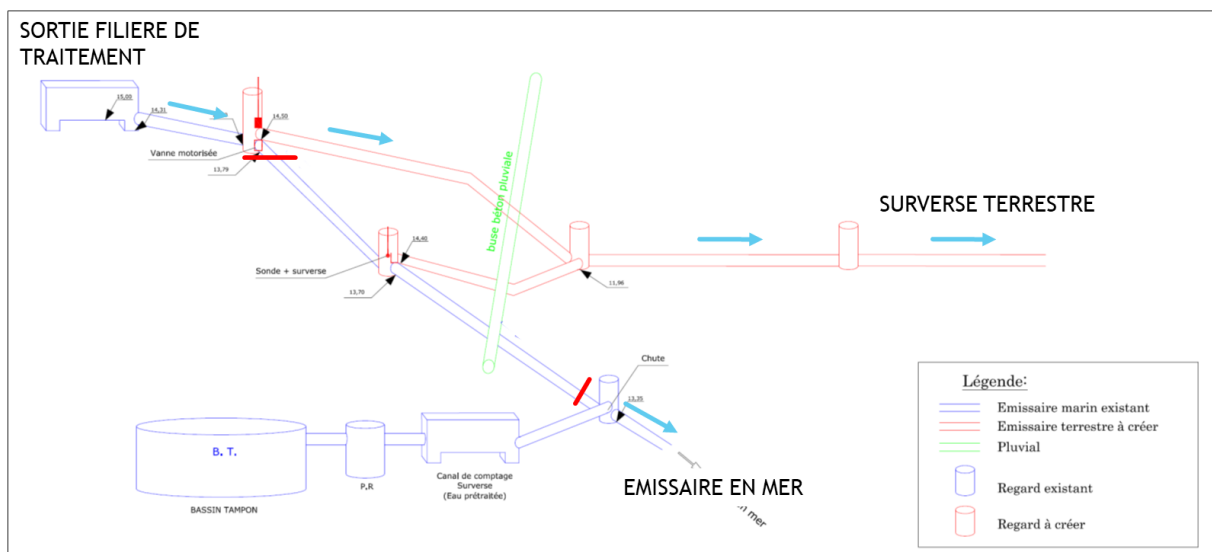 SORTIE FILIERE DE
TRAITEMENT
15,00
14,31
14,50
Vanne motorisée
13,79
buse béton pluviale
SURVERSE TERRESTRE
14,40
Sonde + surverse
13,70
11,96
Chute
13,35
B. T.
P.R
Canal de comptage
Surverse
(Eau prétraitée)
BASSIN TAMPON
EMISSAIRE EN MER
n mer
Légende:
Emissaire marin existant
Emissaire terrestre à créer
Pluvial
Regard existant
Regard à créer